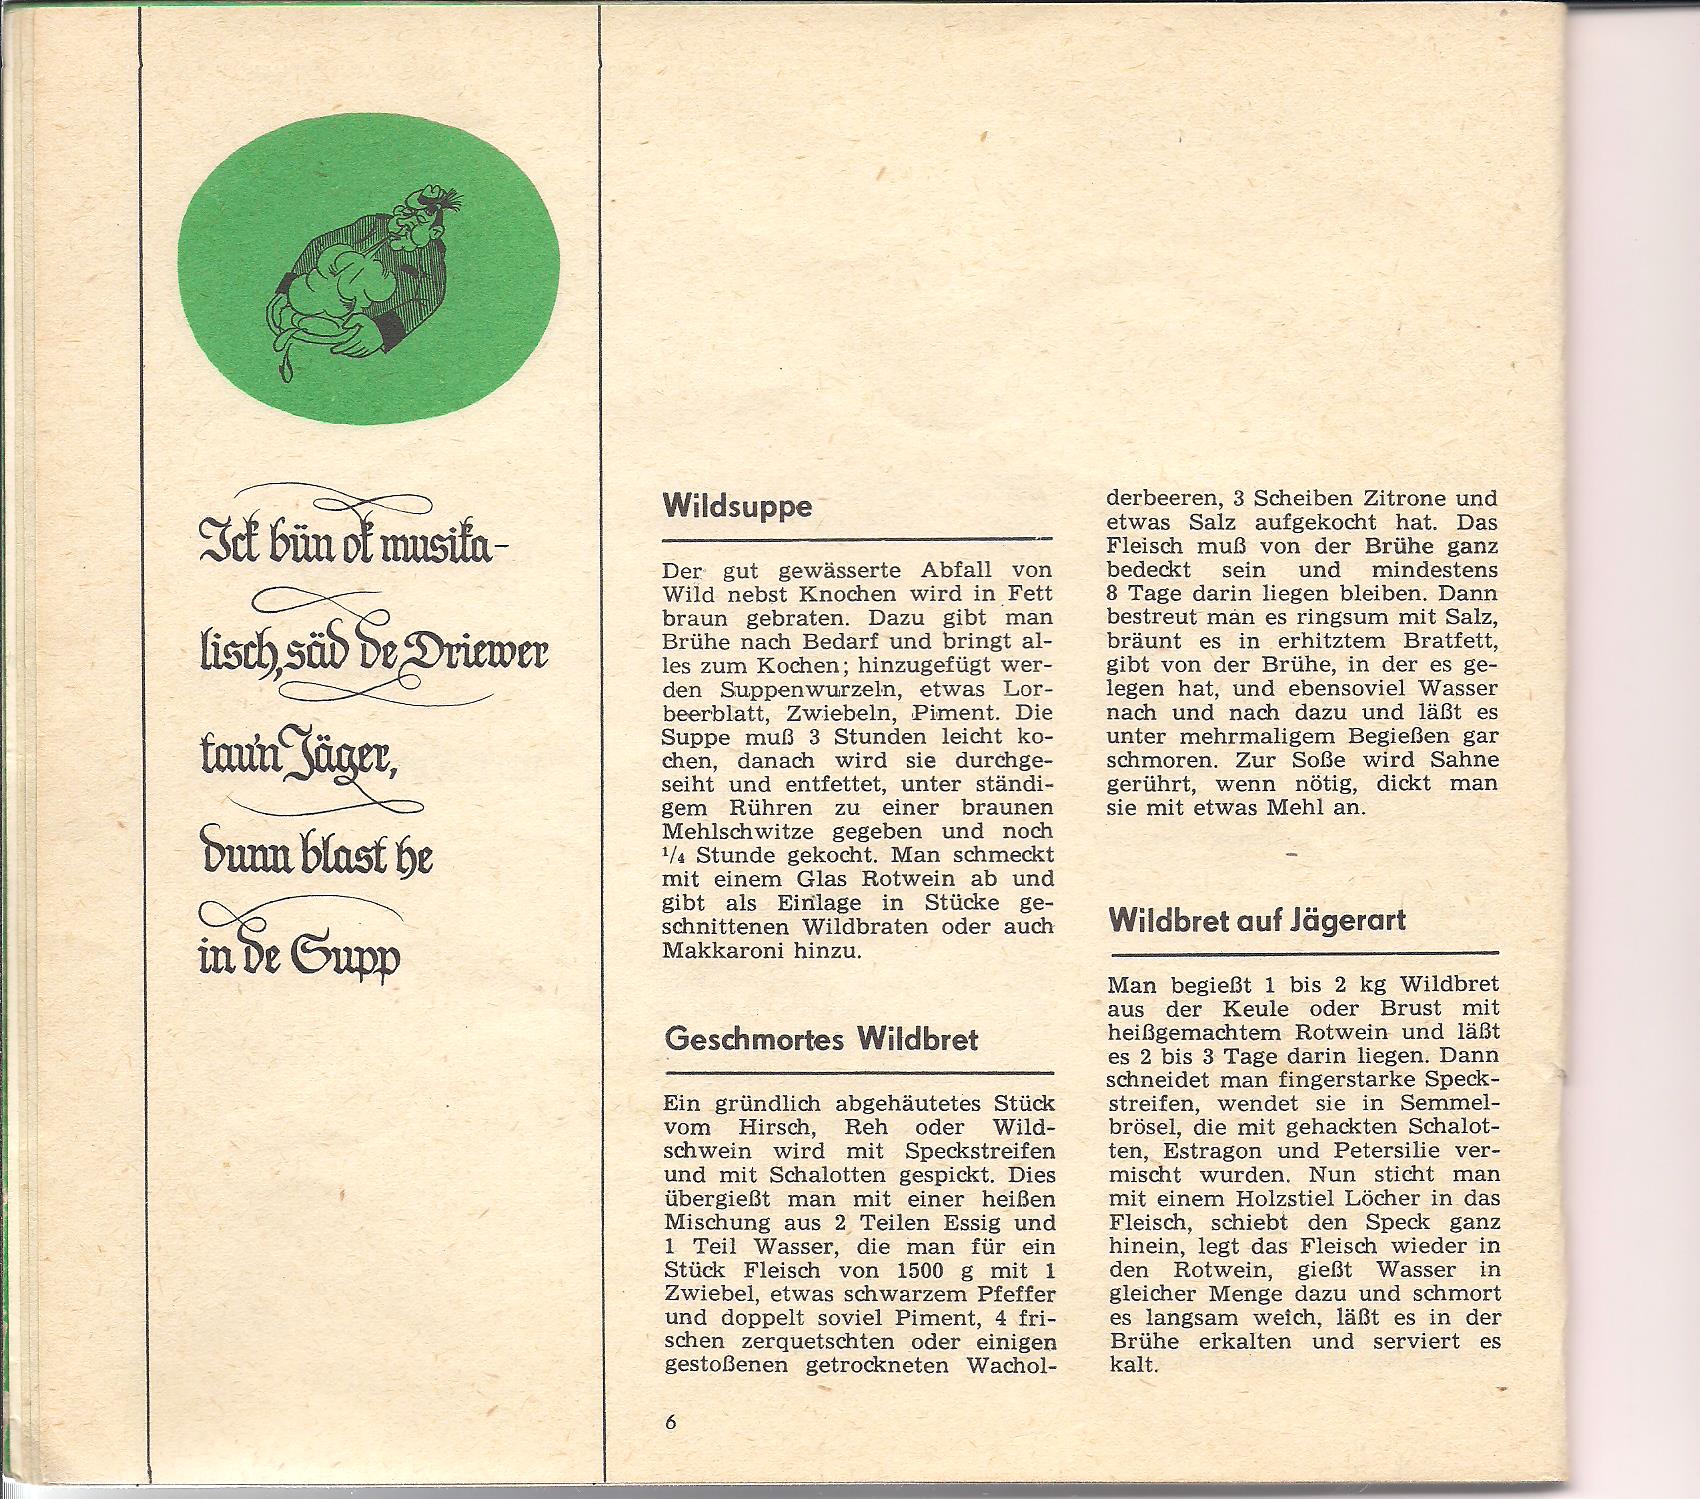 Ick bün ok musika-
lisch, säd de Driewer
tau'n Jäger,
dunn blast he
in de Supp
Wildsuppe
Der gut gewässerte Abfall von
Wild nebst Knochen wird in Fett
braun gebraten. Dazu gibt man
Brühe nach Bedarf und bringt al-
les zum Kochen; hinzugefügt wer-
den Suppenwurzeln, etwas Lor-
beerblatt, Zwiebeln, Piment. Die
Suppe muß 3 Stunden leicht ko-
chen, danach wird sie durchge-
seiht und entfettet, unter ständi-
gem Rühren zu einer braunen
Mehlschwitze gegeben und noch
1/4 Stunde gekocht. Man schmeckt
mit einem Glas Rotwein ab und
gibt als Einlage in Stücke ge-
schnittenen Wildbraten oder auch
Makkaroni hinzu.
Geschmortes Wildbret
Ein gründlich abgehäutetes Stück
vom Hirsch, Reh oder Wild-
schwein wird mit Speckstreifen
und mit Schalotten gespickt. Dies
übergießt man mit einer heißen
Mischung aus 2 Teilen Essig und
1 Teil Wasser, die man für ein
Stück Fleisch von 1500 g mit 1
Zwiebel, etwas schwarzem Pfeffer
und doppelt soviel Piment, 4 fri-
schen zerquetschten oder einigen
gestoßenen getrockneten Wachol-
derbeeren, 3 Scheiben Zitrone und
etwas Salz aufgekocht hat. Das
Fleisch muß von der Brühe ganz
bedeckt sein und mindestens
8 Tage darin liegen bleiben. Dann
bestreut man es ringsum mit Salz,
bräunt es in erhitztem Bratfett,
gibt von der Brühe, in der es ge-
legen hat, und ebensoviel Wasser
nach und nach dazu und läßt es
unter mehrmaligem Begießen gar
schmoren. Zur Soße wird Sahne
gerührt, wenn nötig, dickt man
sie mit etwas Mehl an.
Wildbret auf Jägerart
Man begießt 1 bis 2 kg Wildbret
aus der Keule oder Brust mit
heißgemachtem Rotwein und läßt
es 2 bis 3 Tage darin liegen. Dann
schneidet man fingerstarke Speck-
streifen, wendet sie in Semmel-
brösel, die mit gehackten Schalot-
ten, Estragon und Petersilie ver-
mischt wurden. Nun sticht man
mit einem Holzstiel Löcher in das
Fleisch, schiebt den Speck ganz
hinein, legt das Fleisch wieder in
den Rotwein, gießt Wasser in
gleicher Menge dazu und schmort
es langsam weich, läßt es in der
Brühe erkalten und serviert es
kalt.
6